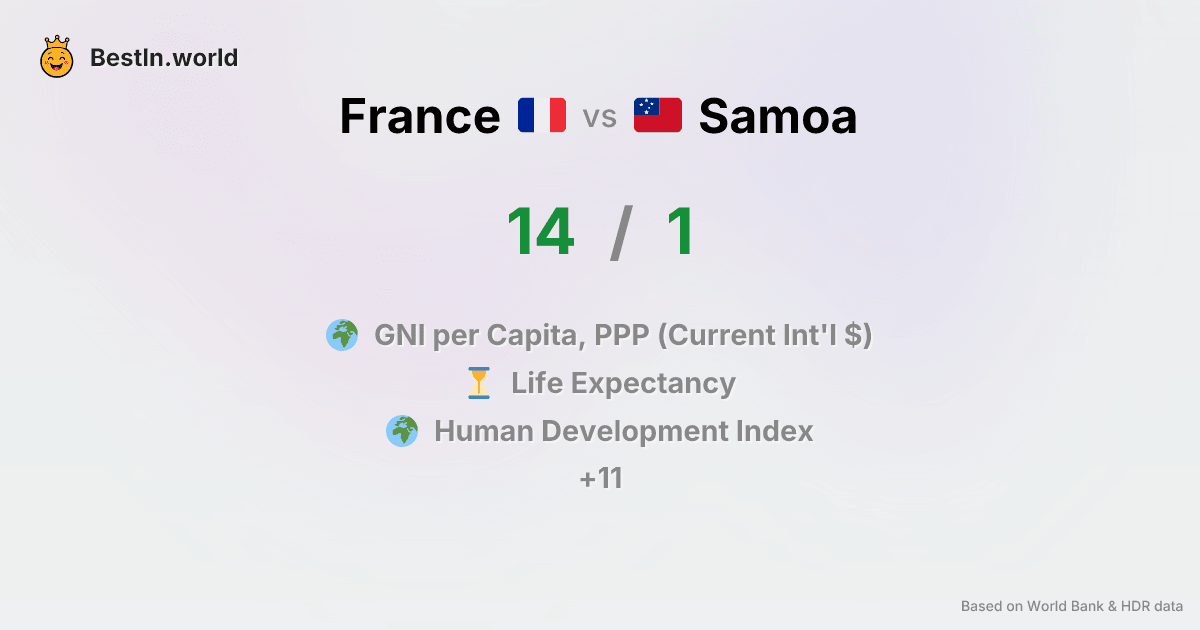 BestIn.world
France vs Samoa
14 / 1
GNI per Capita, PPP (Current Int'l $)
Life Expectancy
Human Development Index
+11
Based on World Bank & HDR data